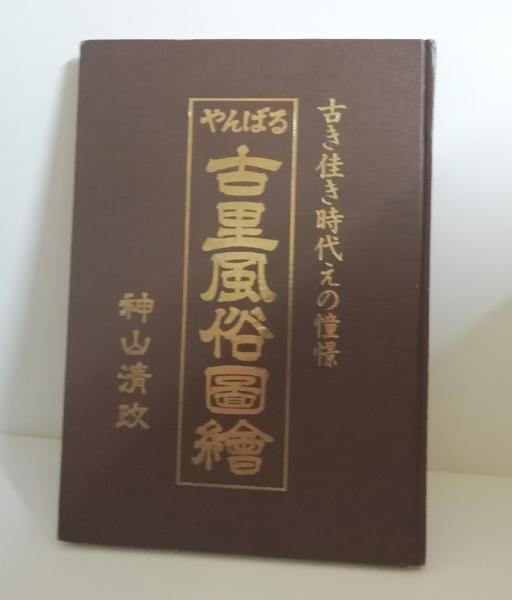 古き佳き時代えの憧憬
やんばる
古里風俗圖繪
神山清政